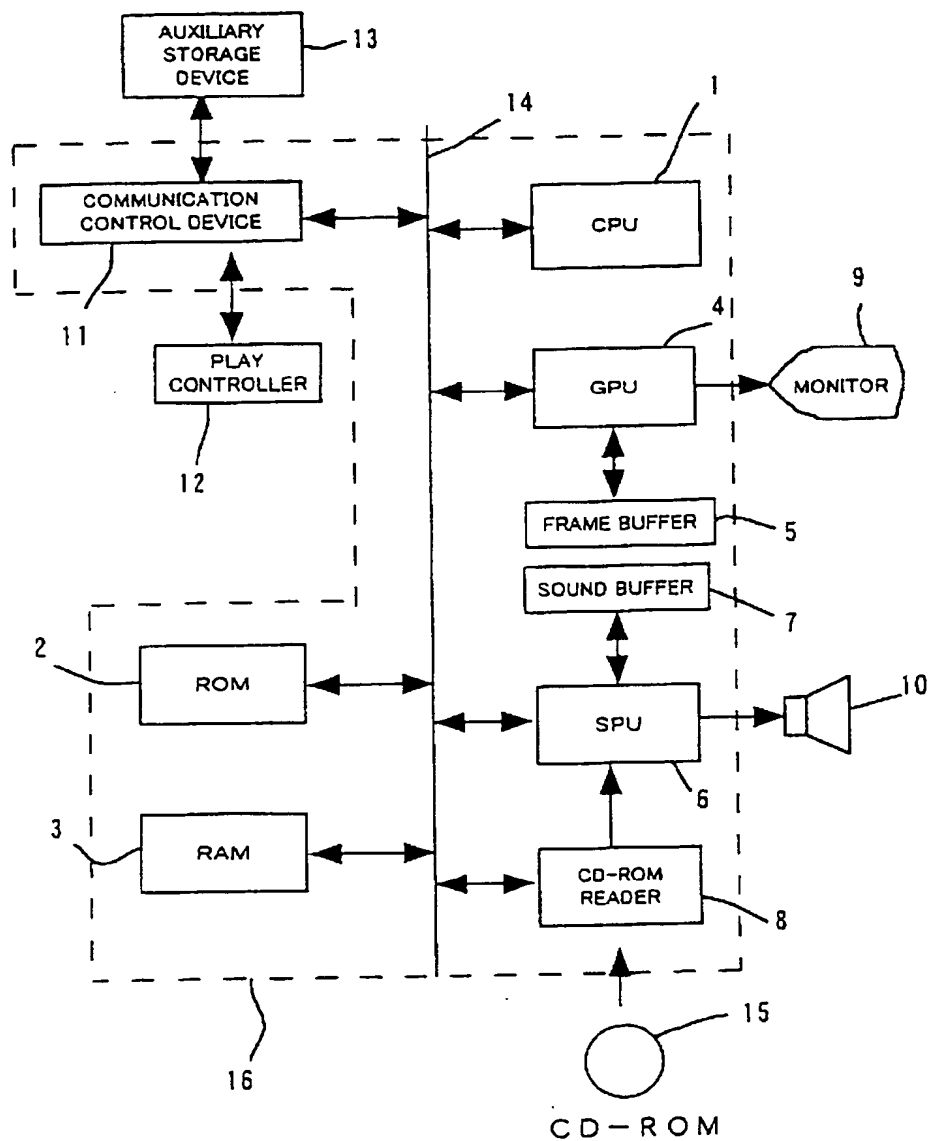 AUXILIARY
STORAGE
DEVICE
13
14
1
COMMUNICATION
CONTROL DEVICE
CPU
11
PLAY
CONTROLLER
12
4
GPU
9
MONITOR
FRAME BUFFER
5
SOUND BUFFER
7
2
ROM
SPU
10
6
3
RAM
CD-ROM
READER
8
16
15
CD-ROM